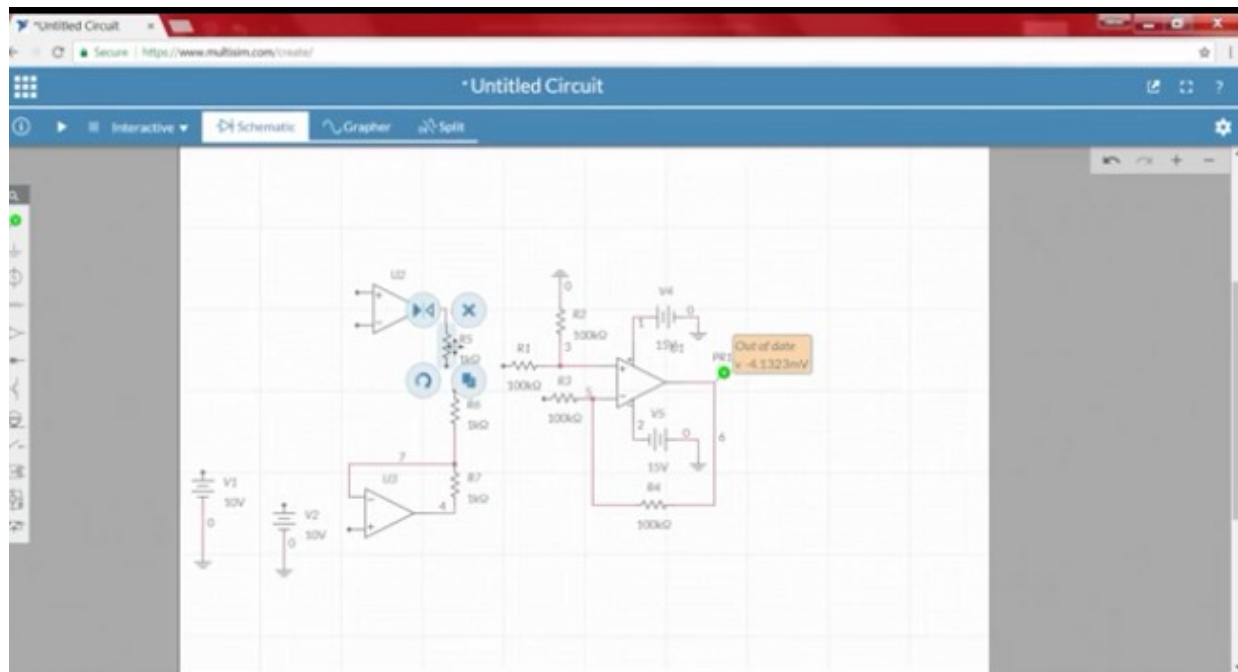 *Untitled Circuit
Secure | https://www.multisim.com/create/
*Untitled Circuit
?
Interactive Schematic Grapher Split
U2
0
V4
R2
100kΩ
1
0
R5
1kΩ
R1
3
15V
U1
PR1
Out of date
v -4.1323mV
100kΩ
R3
5
100kΩ
R6
1kΩ
2
V5
0
6
15V
7
U3
R7
1kΩ
4
R4
100kΩ
V1
10V
0
V2
10V
0